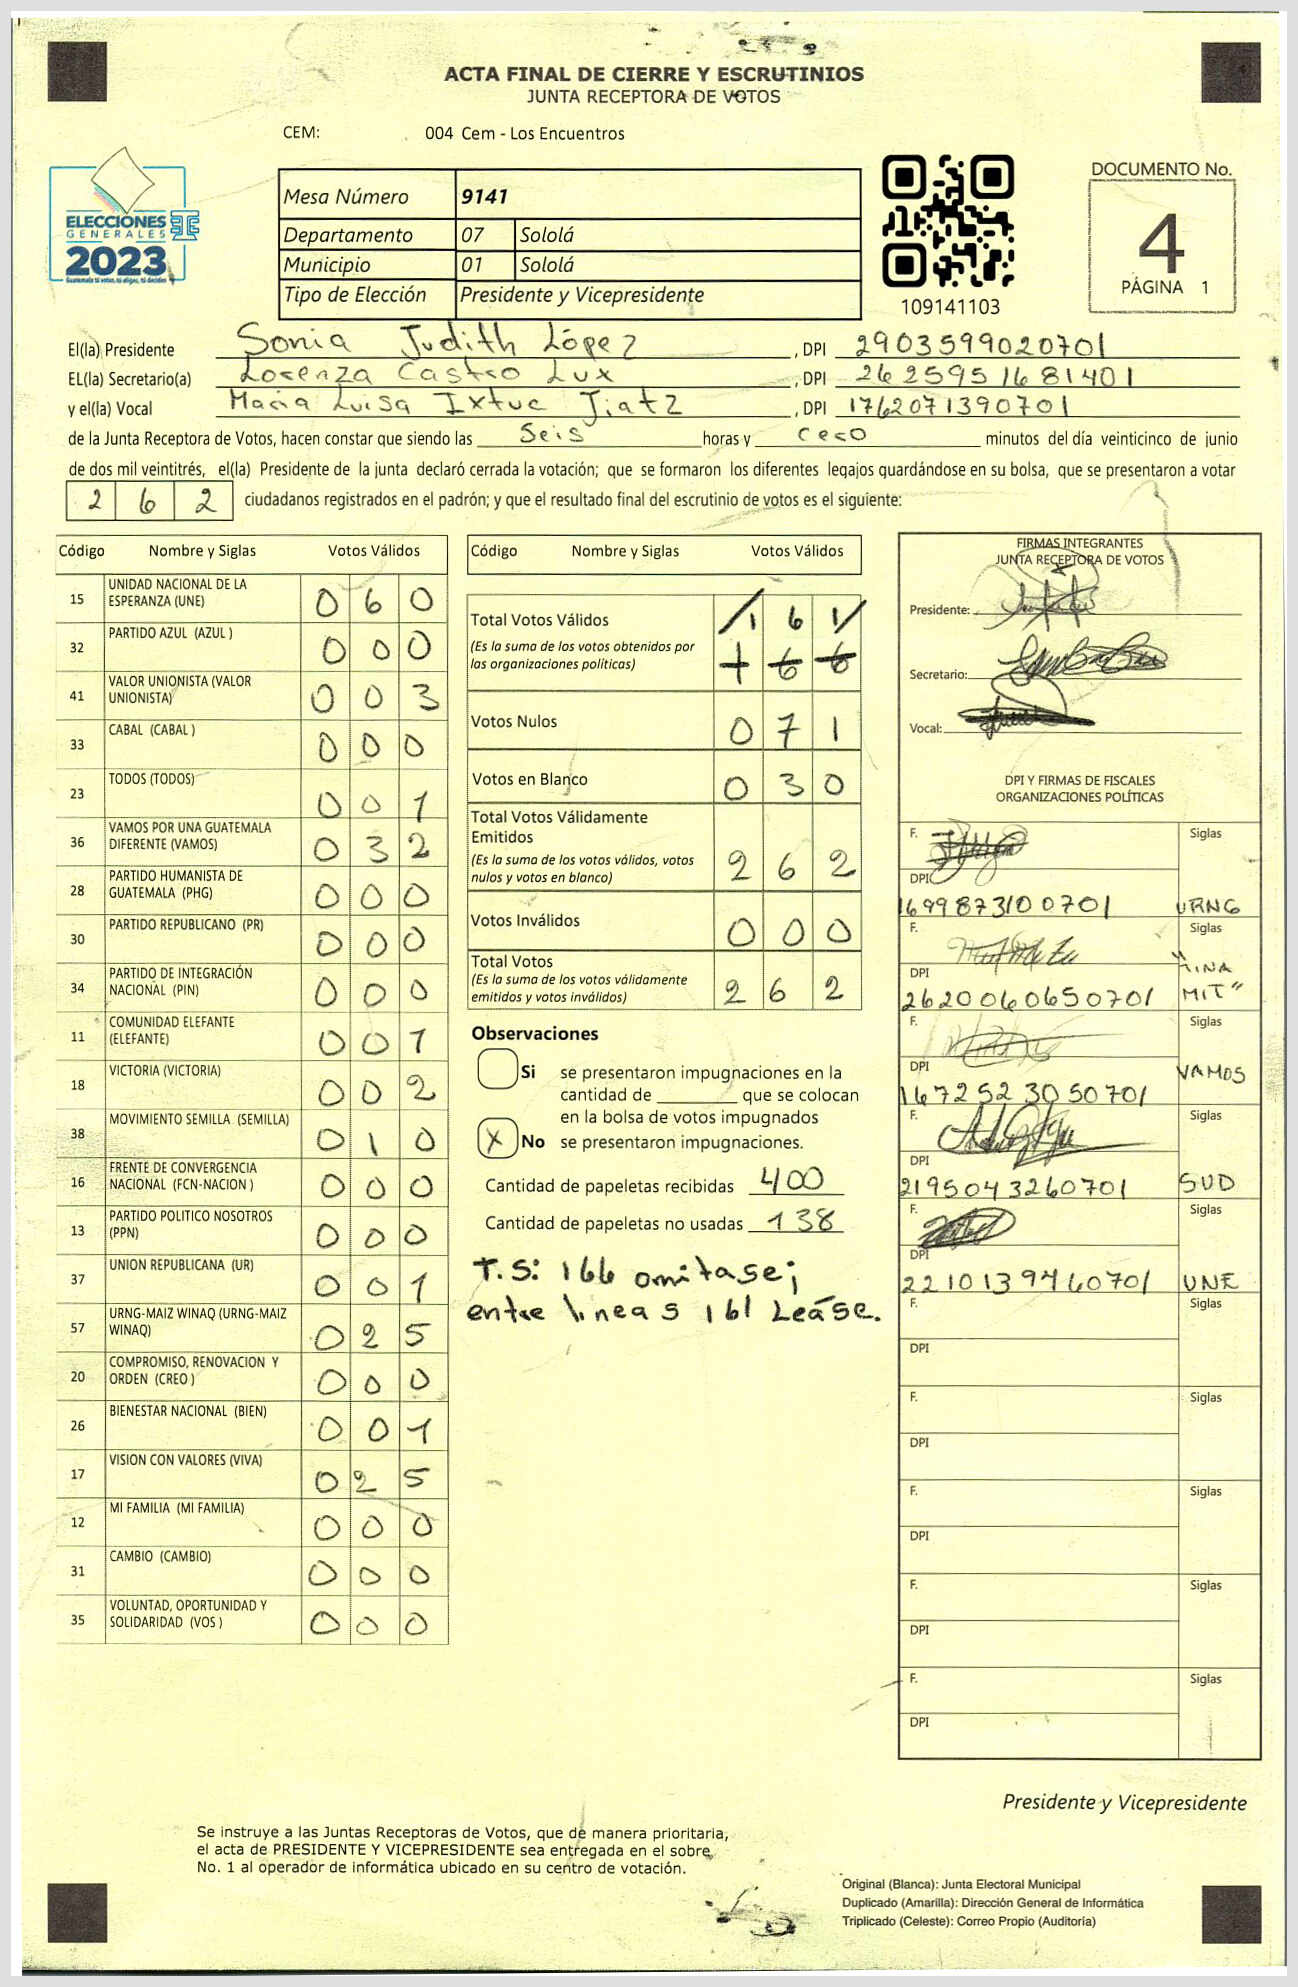 ACTA FINAL DE CIERRE Y ESCRUTINIOS
JUNTA RECEPTORA DE VOTOS
CEM: 004 Cem - Los Encuentros
ELECCIONES
GENERALES
2023
Guatemala tú votas, tú eliges, tú decides
Mesa Número 9141
Departamento 07 Sololá
Municipio 01 Sololá
Tipo de Elección Presidente y Vicepresidente
109141103
DOCUMENTO No.
4
PÁGINA 1
El(la) Presidente Sonia Judith López , DPI 2903599020701
EL(la) Secretario(a) Lorenza Castro Lux , DPI 2625951681401
y el(la) Vocal Maria Luisa Ixtuc Tiatz , DPI 1762071390701
de la Junta Receptora de Votos, hacen constar que siendo las seis horas y cero minutos del día veinticinco de junio
de dos mil veintitrés, el(la) Presidente de la junta declaró cerrada la votación; que se formaron los diferentes legajos guardándose en su bolsa, que se presentaron a votar
2 6 2 ciudadanos registrados en el padrón; y que el resultado final del escrutinio de votos es el siguiente:
Código Nombre y Siglas Votos Válidos
15 UNIDAD NACIONAL DE LA ESPERANZA (UNE) 0 6 0
32 PARTIDO AZUL (AZUL ) 0 0 0
41 VALOR UNIONISTA (VALOR UNIONISTA) 0 0 3
33 CABAL (CABAL ) 0 0 0
23 TODOS (TODOS) 0 0 1
36 VAMOS POR UNA GUATEMALA DIFERENTE (VAMOS) 0 3 2
28 PARTIDO HUMANISTA DE GUATEMALA (PHG) 0 0 0
30 PARTIDO REPUBLICANO (PR) 0 0 0
34 PARTIDO DE INTEGRACIÓN NACIONAL (PIN) 0 0 0
11 COMUNIDAD ELEFANTE (ELEFANTE) 0 0 1
18 VICTORIA (VICTORIA) 0 0 2
38 MOVIMIENTO SEMILLA (SEMILLA) 0 1 0
16 FRENTE DE CONVERGENCIA NACIONAL (FCN-NACION ) 0 0 0
13 PARTIDO POLITICO NOSOTROS (PPN) 0 0 0
37 UNION REPUBLICANA (UR) 0 0 1
57 URNG-MAIZ WINAQ (URNG-MAIZ WINAQ) 0 2 5
20 COMPROMISO, RENOVACION Y ORDEN (CREO ) 0 0 0
26 BIENESTAR NACIONAL (BIEN) 0 0 1
17 VISION CON VALORES (VIVA) 0 2 5
12 MI FAMILIA (MI FAMILIA) 0 0 0
31 CAMBIO (CAMBIO) 0 0 0
35 VOLUNTAD, OPORTUNIDAD Y SOLIDARIDAD (VOS ) 0 0 0
Código Nombre y Siglas Votos Válidos
Total Votos Válidos /1 6 1/
(Es la suma de los votos obtenidos por las organizaciones políticas) 1 6 6
Votos Nulos 0 7 1
Votos en Blanco 0 3 0
Total Votos Válidamente Emitidos
(Es la suma de los votos válidos, votos nulos y votos en blanco) 2 6 2
Votos Inválidos 0 0 0
Total Votos
(Es la suma de los votos válidamente emitidos y votos inválidos) 2 6 2
Observaciones
Si se presentaron impugnaciones en la
cantidad de ________ que se colocan
en la bolsa de votos impugnados
X No se presentaron impugnaciones.
Cantidad de papeletas recibidas 400
Cantidad de papeletas no usadas 138
T.S: 166 omitase;
entre lineas 161 Leáse.
FIRMAS INTEGRANTES
JUNTA RECEPTORA DE VOTOS
Presidente:
Secretario:
Vocal:
DPI Y FIRMAS DE FISCALES
ORGANIZACIONES POLÍTICAS
F. Siglas
DPI
1699873100701 URNG
F. Siglas
DPI
2620060650701 MIT"
F. Siglas
DPI
1672523050701 VAMOS
F. Siglas
DPI
2195043260701 SUD
F. Siglas
DPI
2210139460701 UNE
F. Siglas
DPI
F. Siglas
DPI
F. Siglas
DPI
F. Siglas
DPI
F. Siglas
DPI
Presidente y Vicepresidente
Se instruye a las Juntas Receptoras de Votos, que de manera prioritaria,
el acta de PRESIDENTE Y VICEPRESIDENTE sea entregada en el sobre
No. 1 al operador de informática ubicado en su centro de votación.
Original (Blanca): Junta Electoral Municipal
Duplicado (Amarilla): Dirección General de Informática
Triplicado (Celeste): Correo Propio (Auditoría)